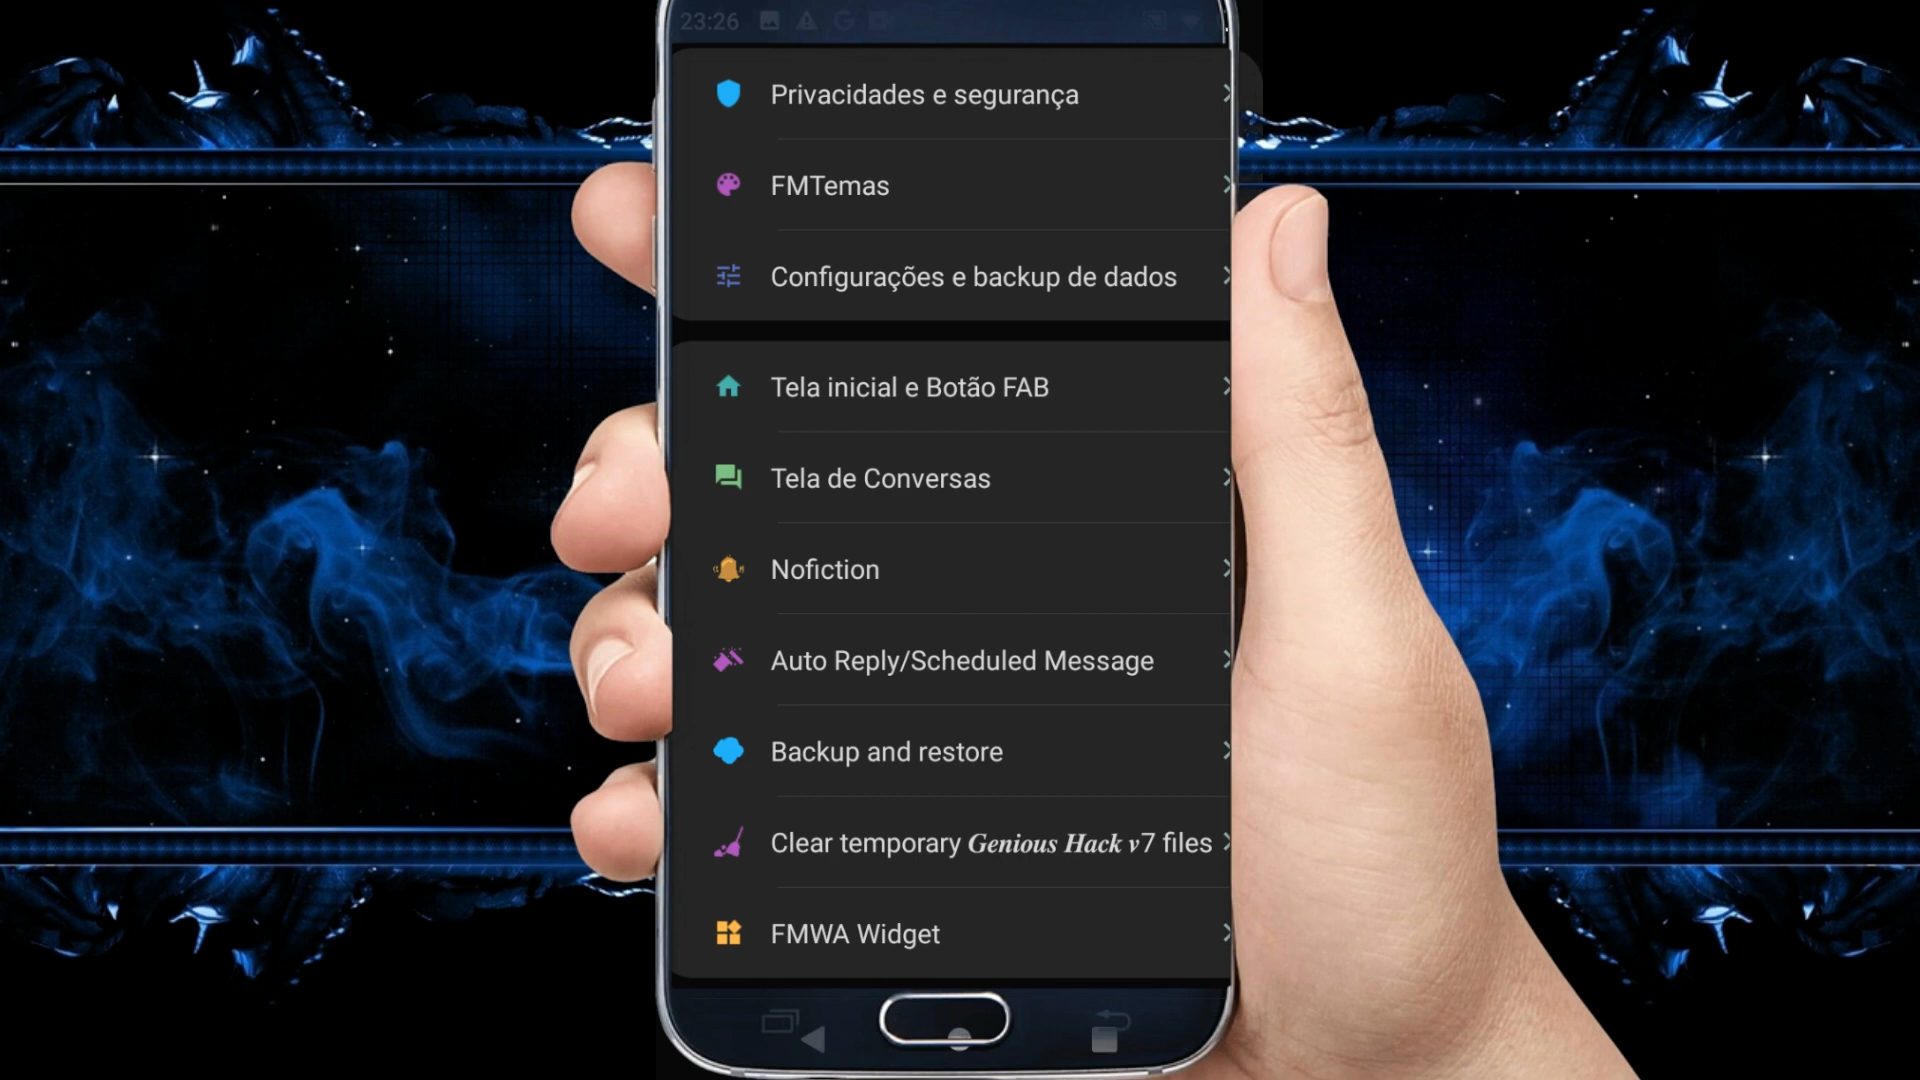 23:26
Privacidades e segurança
FMTemas
Configurações e backup de dados
Tela inicial e Botão FAB
Tela de Conversas
Nofiction
Auto Reply/Scheduled Message
Backup and restore
Clear temporary Genious Hack v7 files
FMWA Widget